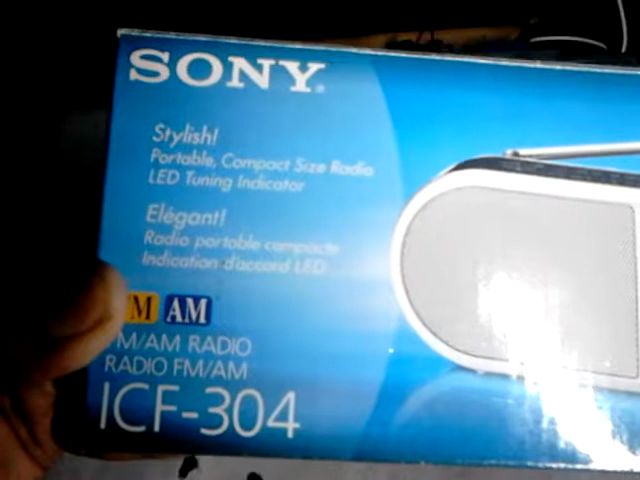 SONY®
Stylish!
Portable, Compact Size Radio
LED Tuning Indicator
Elégant!
Radio portable compacte
Indication d'accord LED
M AM
M/AM RADIO
RADIO FM/AM
ICF-304